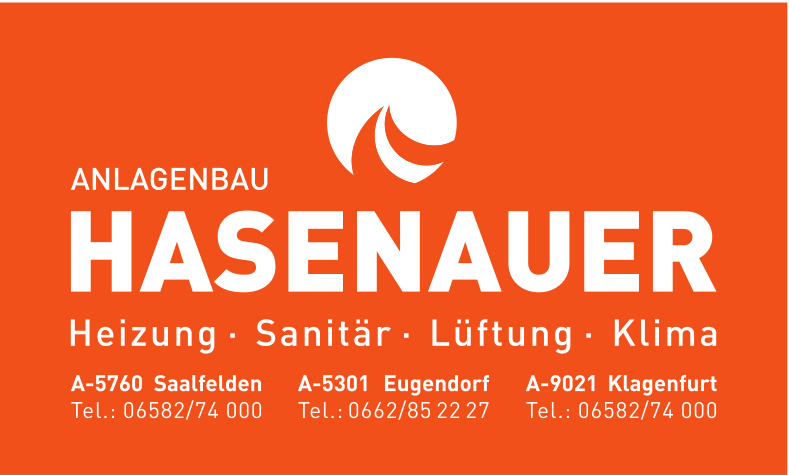 ANLAGENBAU
HASENAUER
Heizung · Sanitär · Lüftung · Klima
A-5760 Saalfelden A-5301 Eugendorf A-9021 Klagenfurt
Tel.: 06582/74 000 Tel.: 0662/85 22 27 Tel.: 06582/74 000